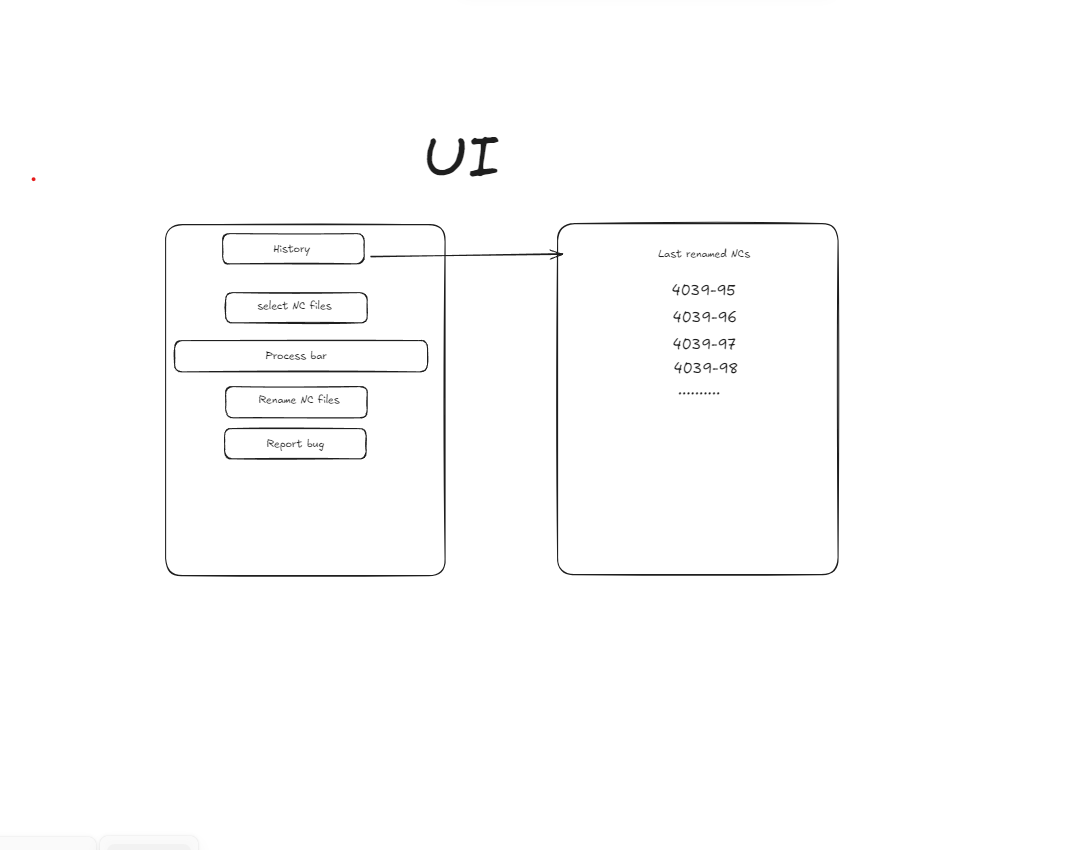 UI
History
select NC files
Process bar
Rename NC files
Report bug
Last renamed NCs
4039-95
4039-96
4039-97
4039-98
..........